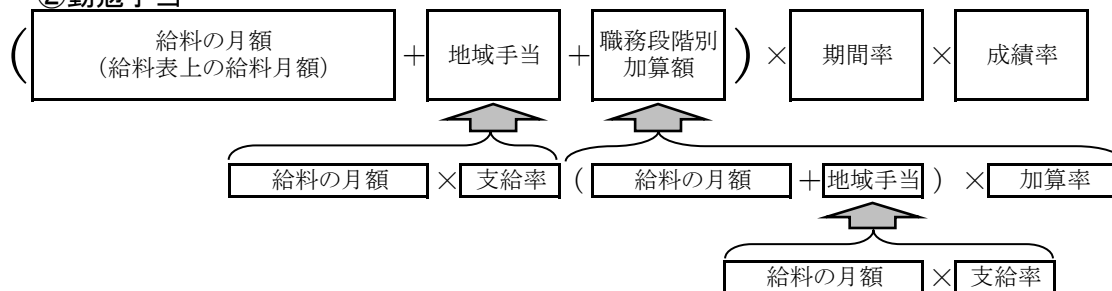 ②勤勉手当
( 給料の月額
(給料表上の給料月額) + 地域手当 + 職務段階別
加算額 ) × 期間率 × 成績率
給料の月額 × 支給率 ( 給料の月額 + 地域手当 ) × 加算率
給料の月額 × 支給率